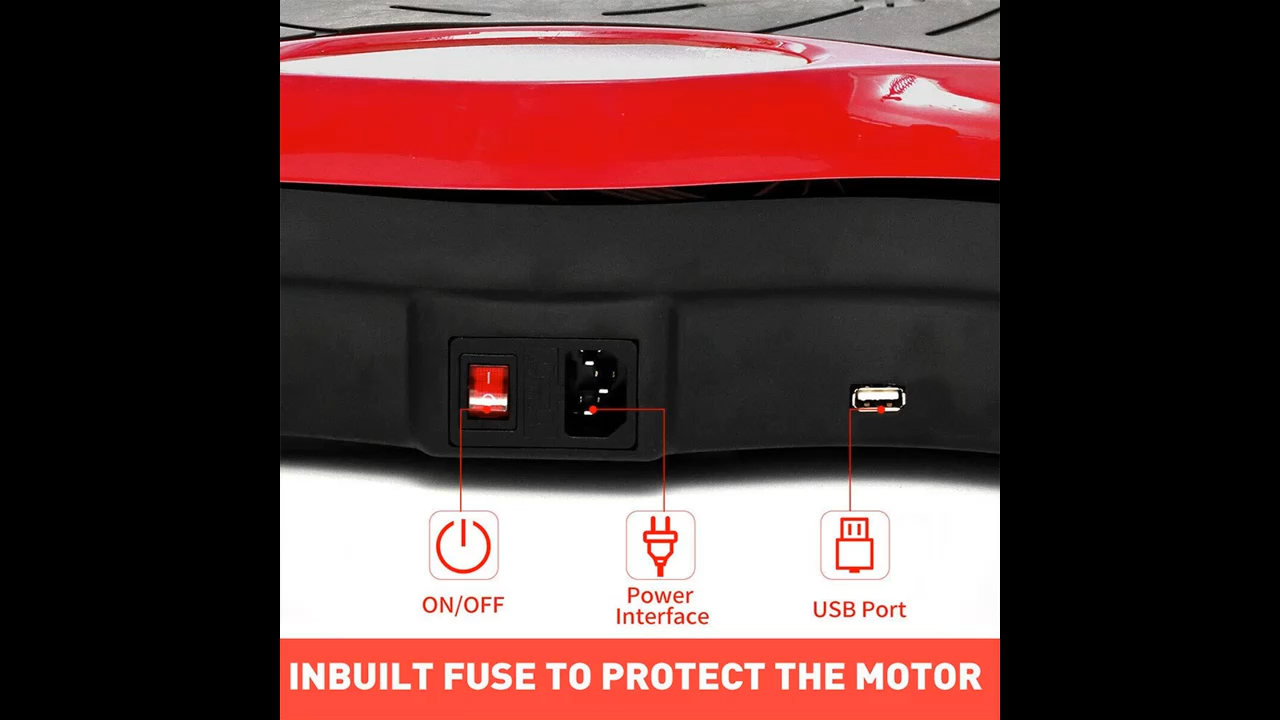 ON/OFF
Power
Interface
USB Port
INBUILT FUSE TO PROTECT THE MOTOR